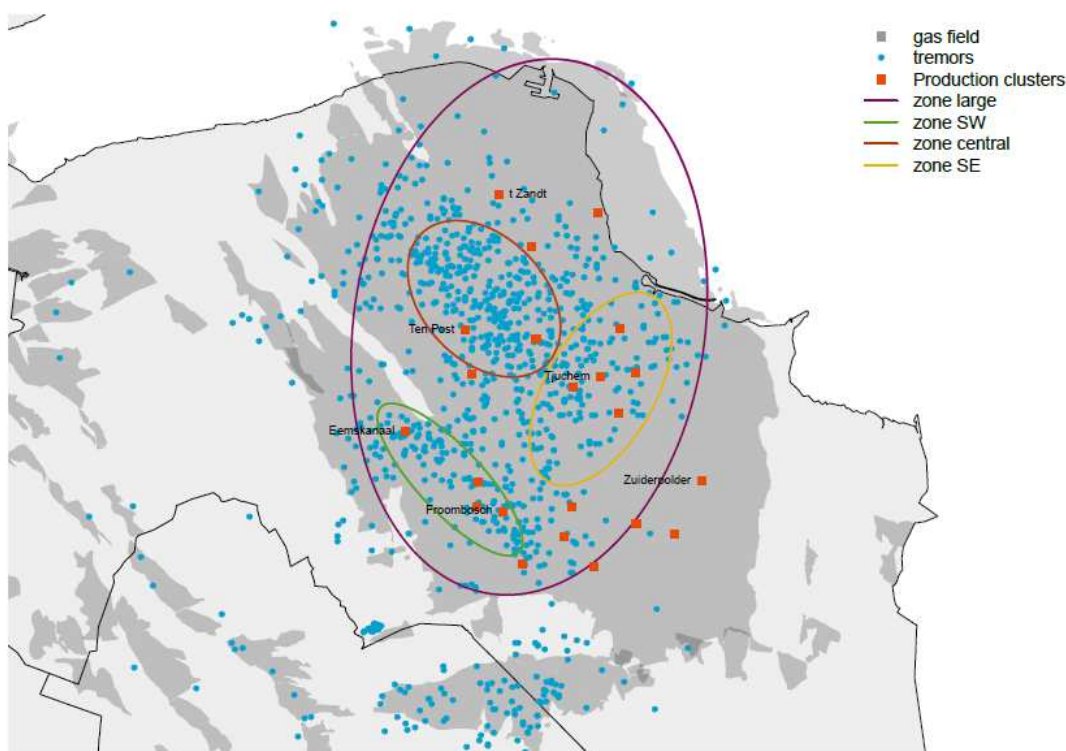 gas field
tremors
Production clusters
zone large
zone SW
zone central
zone SE
t Zandt
Ten Post
Tjuchem
Eemskanaal
Zuiderpolder
Froombosch